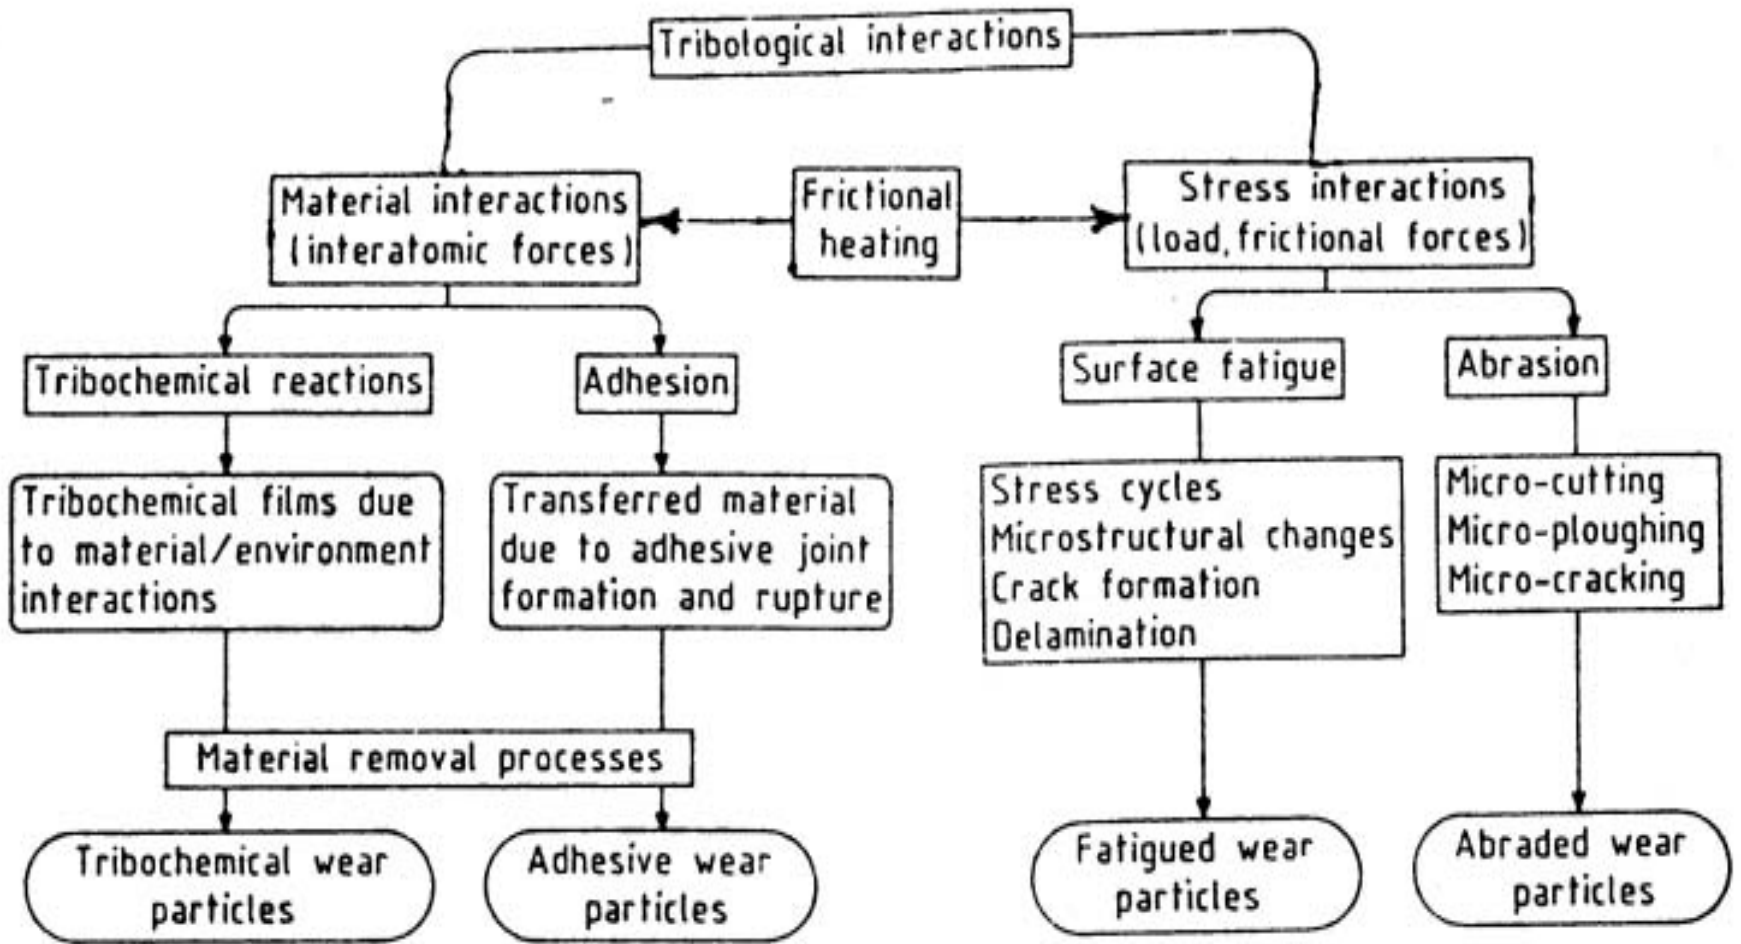 Tribological interactions
Material interactions
(interatomic forces)
Frictional
heating
Stress interactions
(load, frictional forces)
Tribochemical reactions
Adhesion
Surface fatigue
Abrasion
Tribochemical films due
to material/environment
interactions
Transferred material
due to adhesive joint
formation and rupture
Stress cycles
Microstructural changes
Crack formation
Delamination
Micro-cutting
Micro-ploughing
Micro-cracking
Material removal processes
Tribochemical wear
particles
Adhesive wear
particles
Fatigued wear
particles
Abraded wear
particles